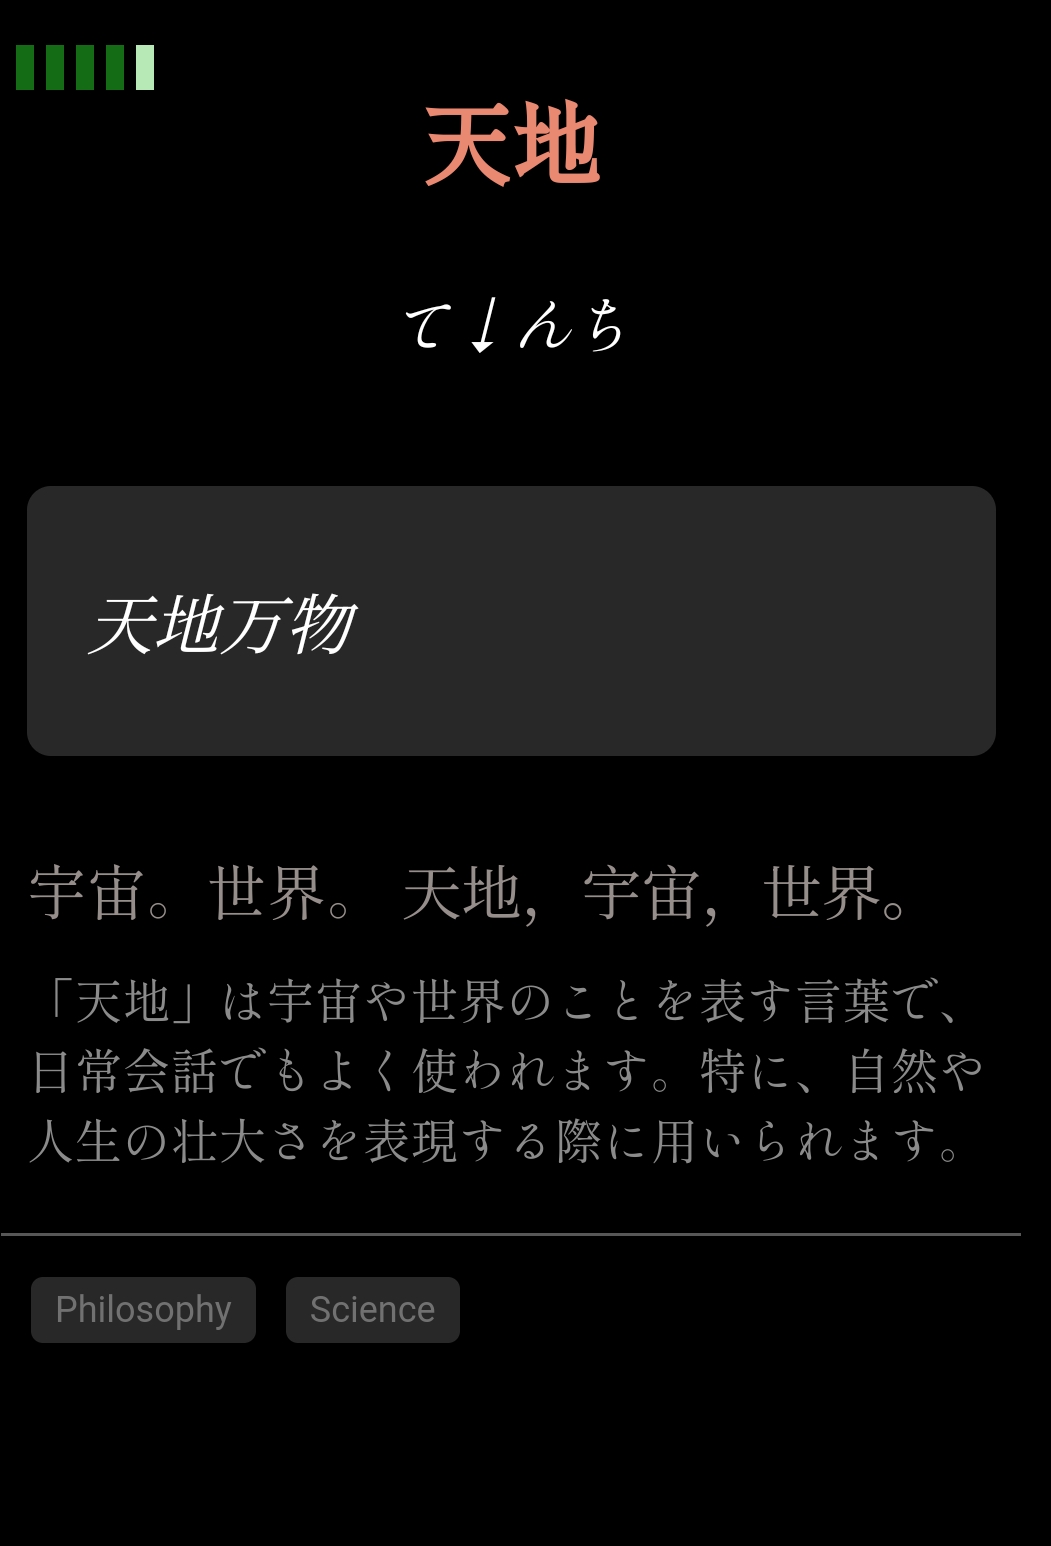 天地
て↓んち
天地万物
宇宙。世界。 天地，宇宙，世界。
「天地」は宇宙や世界のことを表す言葉で、
日常会話でもよく使われます。特に、自然や
人生の壮大さを表現する際に用いられます。
Philosophy Science